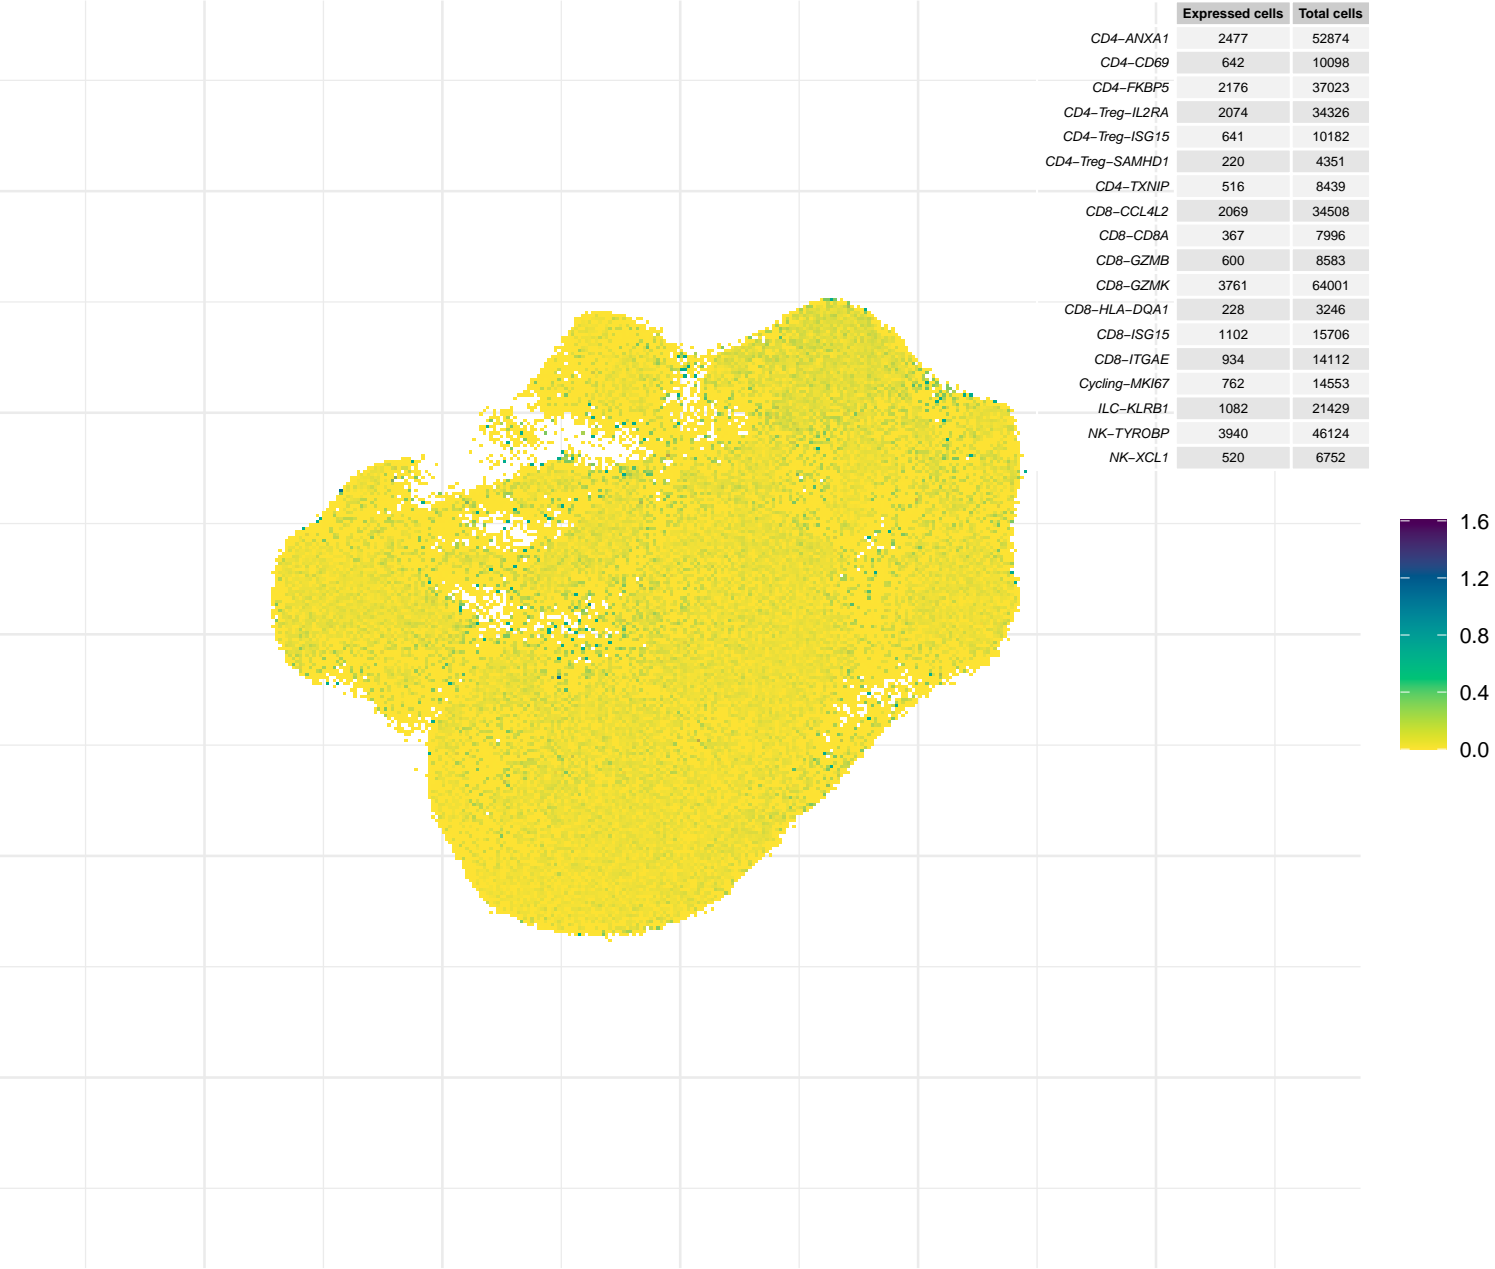 Expressed cells Total cells
CD4−ANXA1 2477 52874
CD4−CD69 642 10098
CD4−FKBP5 2176 37023
CD4−Treg−IL2RA 2074 34326
CD4−Treg−ISG15 641 10182
CD4−Treg−SAMHD1 220 4351
CD4−TXNIP 516 8439
CD8−CCL4L2 2069 34508
CD8−CD8A 367 7996
CD8−GZMB 600 8583
CD8−GZMK 3761 64001
CD8−HLA−DQA1 228 3246
CD8−ISG15 1102 15706
CD8−ITGAE 934 14112
Cycling−MKI67 762 14553
ILC−KLRB1 1082 21429
NK−TYROBP 3940 46124
NK−XCL1 520 6752
1.6
1.2
0.8
0.4
0.0